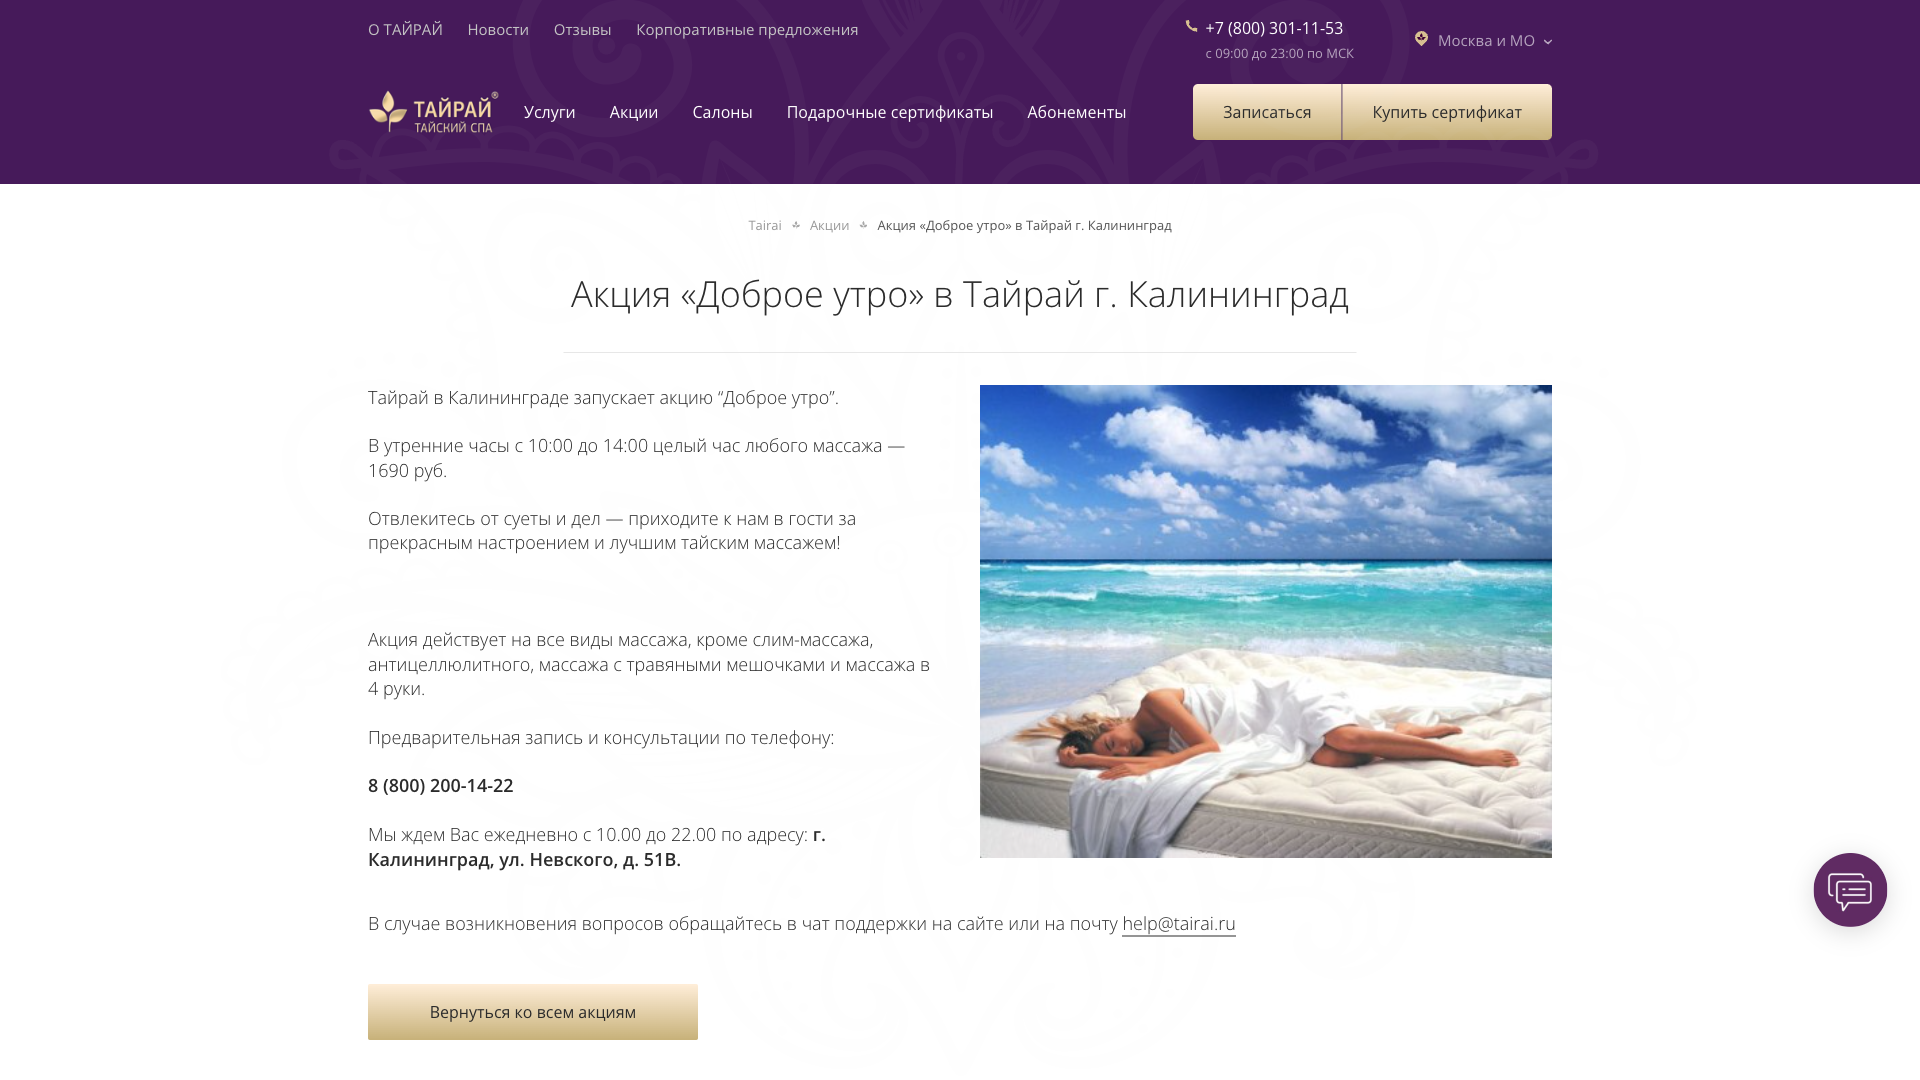 О ТАЙРАЙ Новости Отзывы Корпоративные предложения
+7 (800) 301-11-53
с 09:00 до 23:00 по МСК
Москва и МО
ТАЙРАЙ®
ТАЙСКИЙ СПА
Услуги Акции Салоны Подарочные сертификаты Абонементы
Записаться Купить сертификат
Tairai Акции Акция «Доброе утро» в Тайрай г. Калининград
Акция «Доброе утро» в Тайрай г. Калининград
Тайрай в Калининграде запускает акцию “Доброе утро”.
В утренние часы с 10:00 до 14:00 целый час любого массажа —
1690 руб.
Отвлекитесь от суеты и дел — приходите к нам в гости за
прекрасным настроением и лучшим тайским массажем!
Акция действует на все виды массажа, кроме слим-массажа,
антицеллюлитного, массажа с травяными мешочками и массажа в
4 руки.
Предварительная запись и консультации по телефону:
8 (800) 200-14-22
Мы ждем Вас ежедневно с 10.00 до 22.00 по адресу: г.
Калининград, ул. Невского, д. 51В.
В случае возникновения вопросов обращайтесь в чат поддержки на сайте или на почту help@tairai.ru
Вернуться ко всем акциям